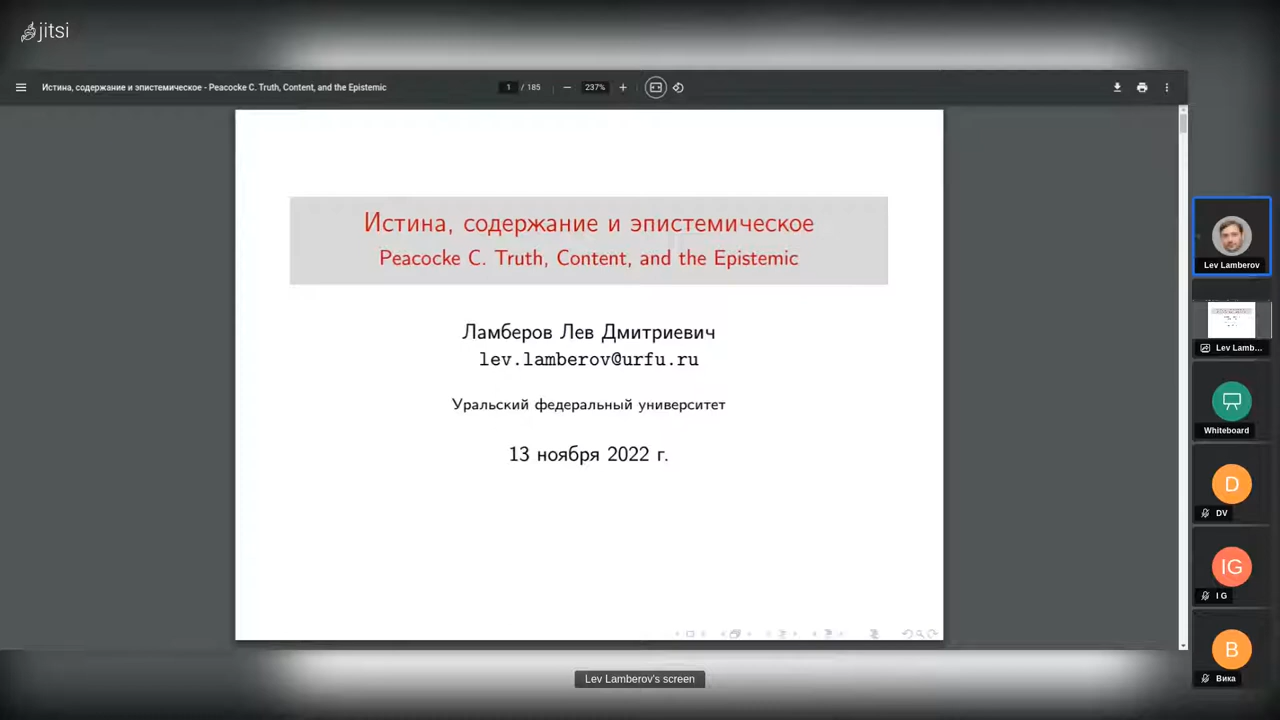 jitsi
Истина, содержание и эпистемическое - Peacocke C. Truth, Content, and the Epistemic
1 / 185
237%
Истина, содержание и эпистемическое
Peacocke C. Truth, Content, and the Epistemic
Ламберов Лев Дмитриевич
lev.lamberov@urfu.ru
Уральский федеральный университет
13 ноября 2022 г.
Lev Lamberov
Lev Lamb...
Whiteboard
D
DV
IG
I G
В
Вика
Lev Lamberov's screen